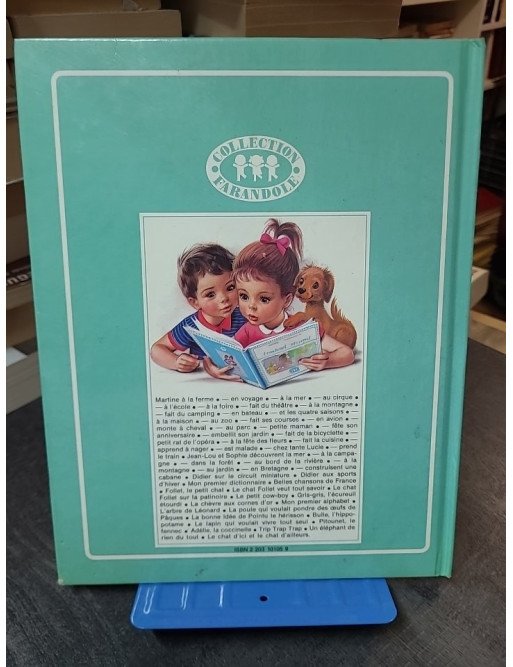 COLLECTION
FARANDOLE
Martine à la ferme • — en voyage • — à la mer • — au cirque •
— à l'école • — à la foire • — fait du théâtre • — à la montagne •
— fait du camping • — en bateau • — et les quatre saisons •
à la maison • — au zoo • — fait ses courses • — en avion •
monte à cheval • — au parc • — petite maman • — fête son
anniversaire • — embellit son jardin • — fait de la bicyclette •
petit rat de l'opéra • — à la fête des fleurs • — fait la cuisine •
apprend à nager • — est malade • — chez tante Lucie • — prend
le train • Jean-Lou et Sophie découvrent la mer • — à la campa-
gne • — dans la forêt • — au bord de la rivière • — à la
montagne • — au jardin • — en Bretagne • — construisent une
cabane • Didier sur le circuit miniature • Didier aux sports
d'hiver • Mon premier dictionnaire • Belles chansons de France
• Follet, le petit chat • Le chat Follet veut tout savoir • Le chat
Follet sur la patinoire • Le petit cow-boy • Gris-gris, l'écureuil
étourdi • La chèvre aux cornes d'or • Mon premier alphabet •
L'arbre de Léonard • La poule qui voulait pondre des œufs de
Pâques • La bonne idée de Pointu le hérisson • Bulle, l'hippo-
potame • Le lapin qui voulait vivre tout seul • Pitounet, le
fennec • Adélie, la coccinelle • Trip Trap Trap • Un éléphant de
rien du tout • Le chat d'ici et le chat d'ailleurs.
ISBN 2 203 10105 9